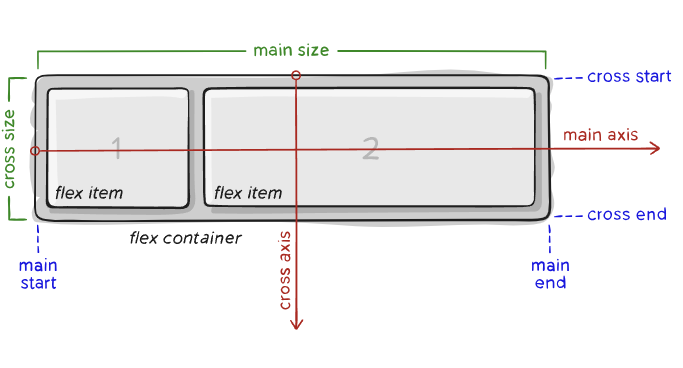 main size
cross start
cross size
main axis
1
2
flex item
flex item
cross end
flex container
cross axis
main
start
main
end